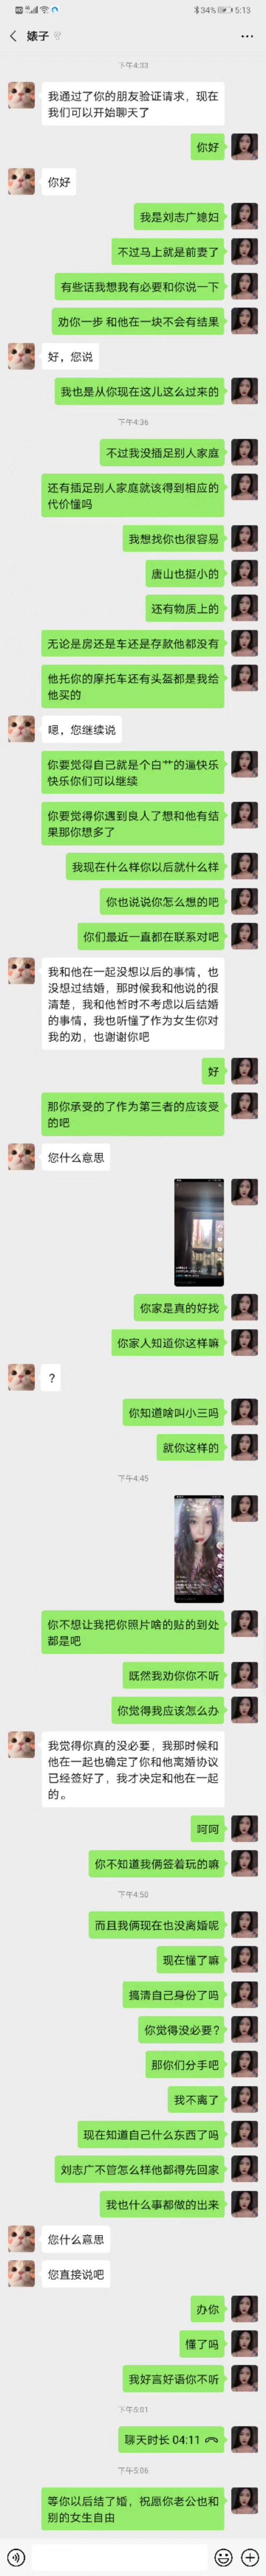 34% 5:13
婊子
下午4:33
我通过了你的朋友验证请求，现在
我们可以开始聊天了
你好
你好
我是刘志广媳妇
不过马上就是前妻了
有些话我想我有必要和你说一下
劝你一步 和他在一块不会有结果
好，您说
我也是从你现在这儿这么过来的
下午4:36
不过我没插足别人家庭
还有插足别人家庭就该得到相应的
代价懂吗
我想找你也很容易
唐山也挺小的
还有物质上的
无论是房还是车还是存款他都没有
他托你的摩托车还有头盔都是我给
他买的
嗯，您继续说
你要觉得自己就是个白艹的逼快乐
快乐你们可以继续
你要觉得你遇到良人了想和他有结
果那你想多了
我现在什么样你以后就什么样
你也说说你怎么想的吧
你们最近一直都在联系对吧
我和他在一起没想以后的事情，也
没想过结婚，那时候我和他说的很
清楚，我和他暂时不考虑以后结婚
的事情，我也听懂了作为女生你对
我的劝，也谢谢你吧
好
那你承受的了作为第三者的应该受
的吧
您什么意思
你家是真的好找
你家人知道你这样嘛
？
你知道啥叫小三吗
就你这样的
下午4:45
你不想让我把你照片啥的贴的到处
都是吧
既然我劝你你不听
你觉得我应该怎么办
我觉得你真的没必要，我那时候和
他在一起也确定了你和他离婚协议
已经签好了，我才决定和他在一起
的。
呵呵
你不知道我俩签着玩的嘛
下午4:50
而且我俩现在也没离婚呢
现在懂了嘛
搞清自己身份了吗
你觉得没必要？
那你们分手吧
我不离了
现在知道自己什么东西了吗
刘志广不管怎么样他都得先回家
我也什么事都做的出来
您什么意思
您直接说吧
办你
懂了吗
我好言好语你不听
下午5:01
聊天时长 04:11
下午5:06
等你以后结了婚，祝愿你老公也和
别的女生自由